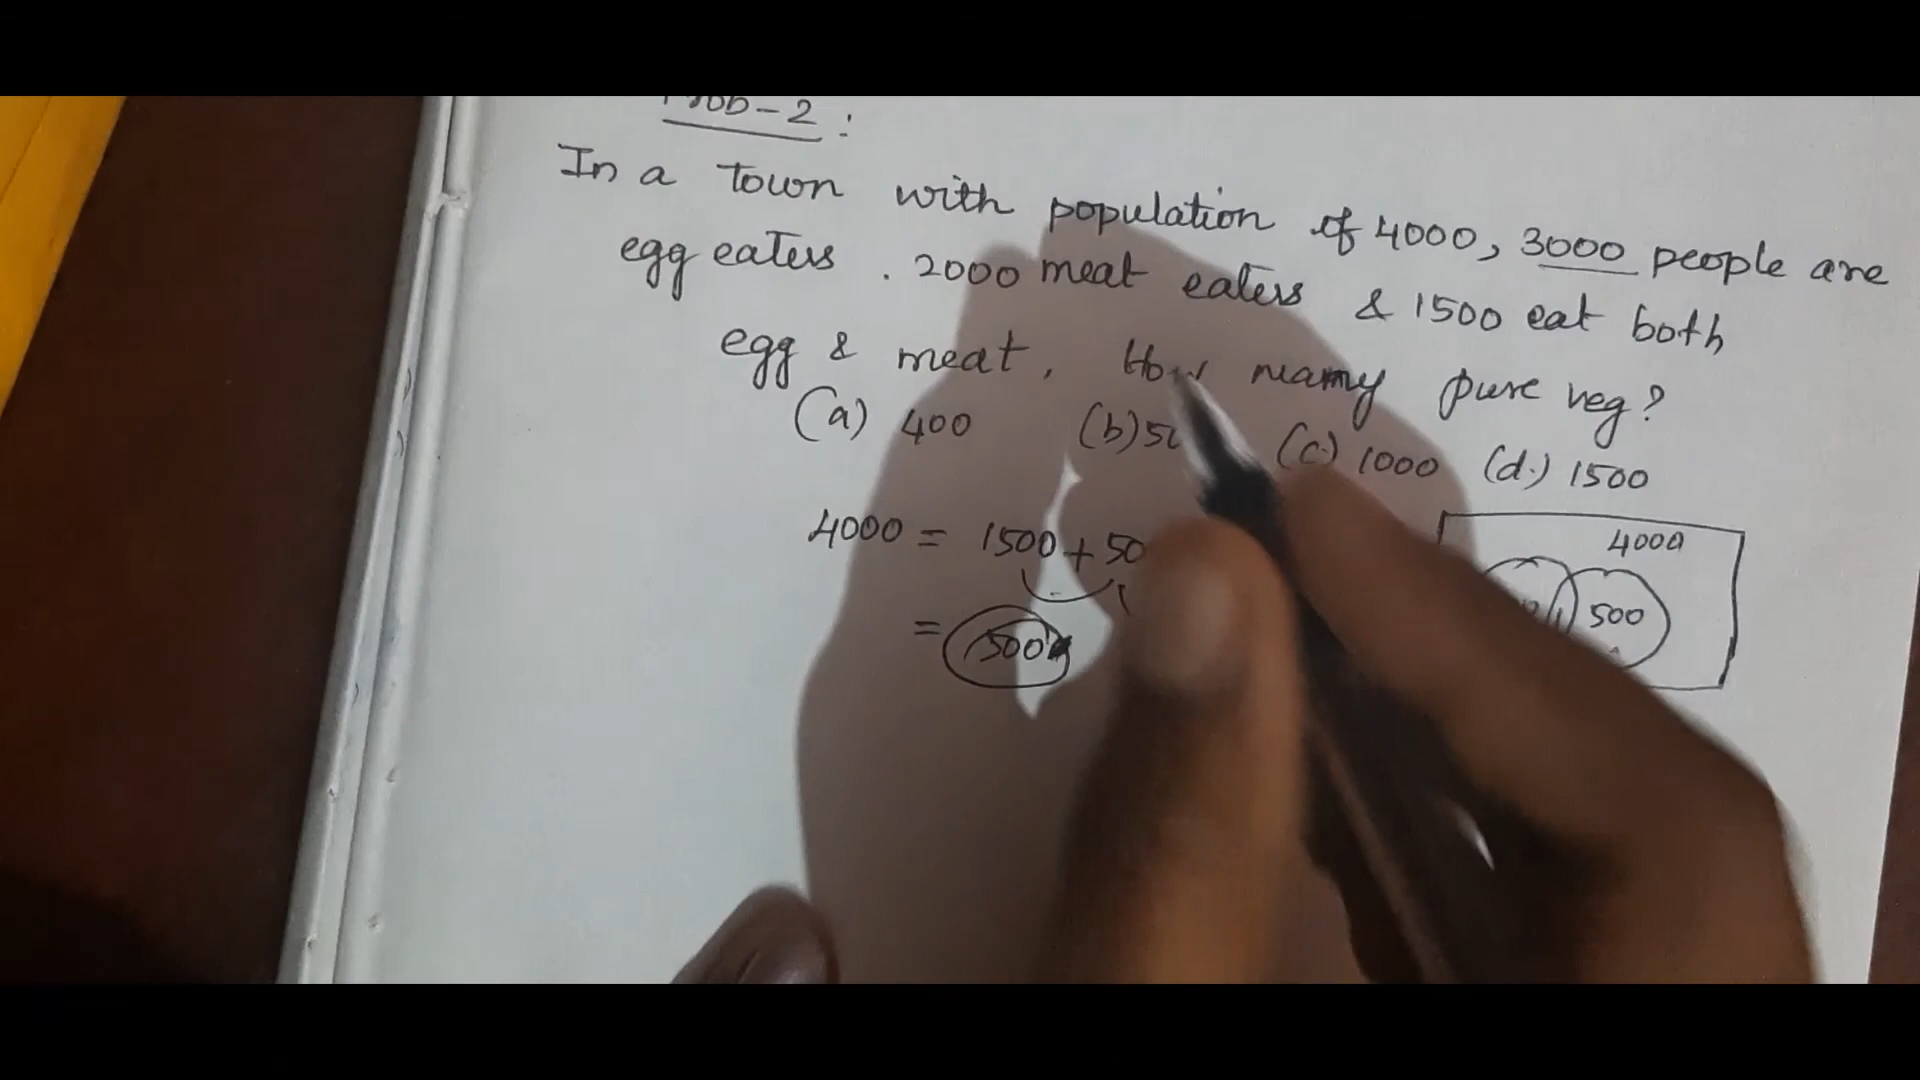 -2 :
In a town with population of 4000, 3000 people are
egg eaters . 2000 meat eaters & 1500 eat both
egg & meat . How many pure veg?
(a) 400 (b) (c) 1000 (d.) 1500
4000 = 1500 +
=
4000
500